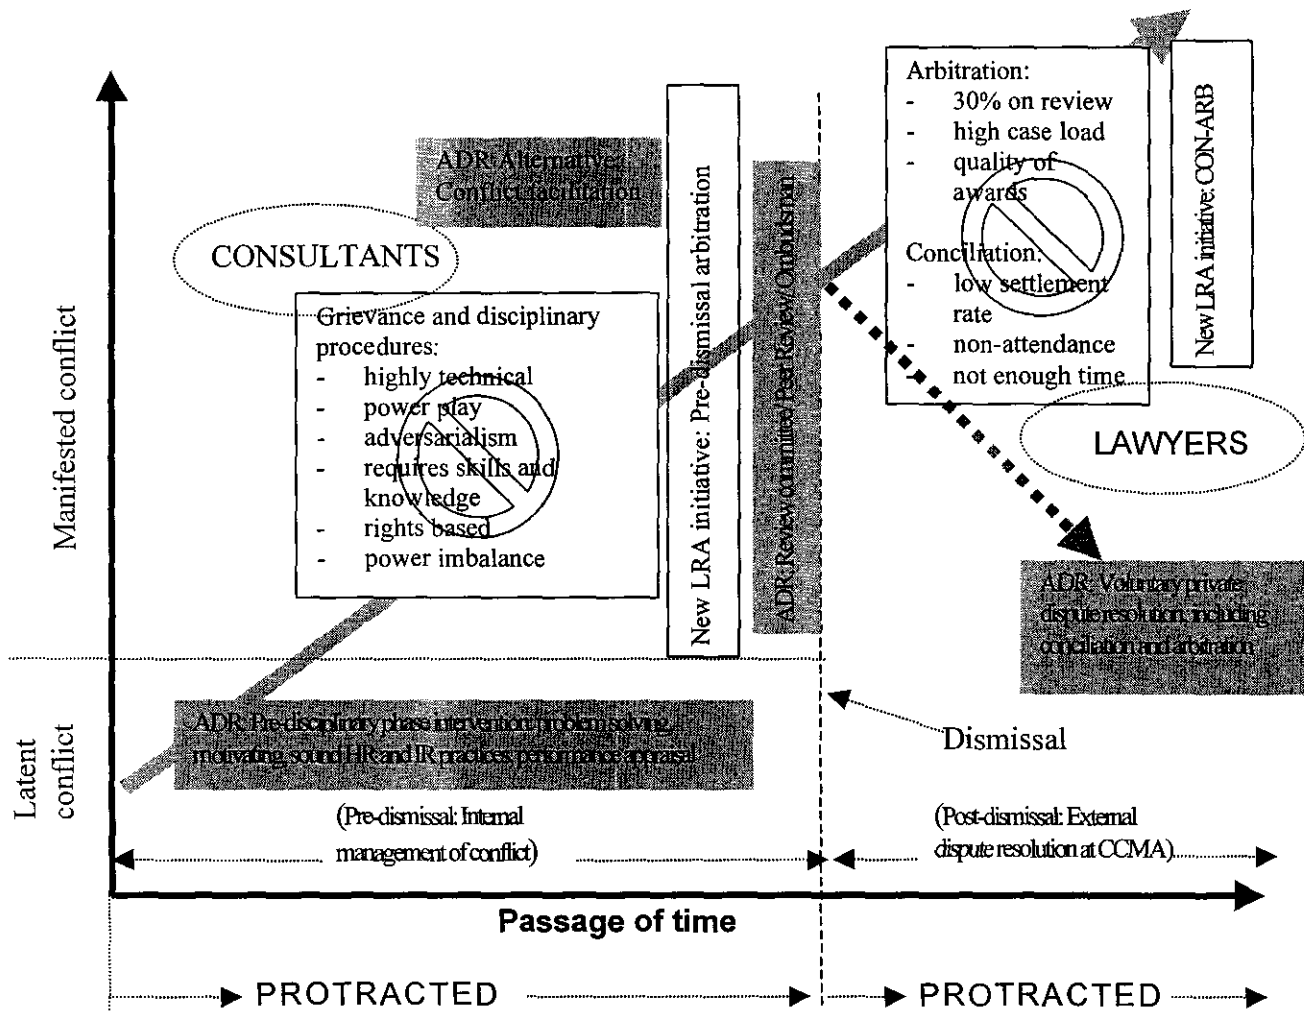 Manifested conflict
Latent
conflict
ADR: Alternative:
Conflict facilitation
CONSULTANTS
Grievance and disciplinary
procedures:
- highly technical
- power play
- adversarialism
- requires skills and
knowledge
- rights based
- power imbalance
New LRA initiative: Pre-dismissal arbitration
ADR: Review committee/ Peer Review/ Ombudsman
Arbitration:
- 30% on review
- high case load
- quality of
awards
Conciliation:
- low settlement
rate
- non-attendance
- not enough time
New LRA initiative: CON-ARB
LAWYERS
ADR: Voluntary private
dispute resolution, including
conciliation and arbitration
ADR: Pre-disciplinary phase intervention, problem solving,
motivating, sound HR and IR practices, performance appraisal
Dismissal
(Pre-dismissal: Internal
management of conflict)
(Post-dismissal: External
dispute resolution at CCMA)
Passage of time
PROTRACTED
PROTRACTED